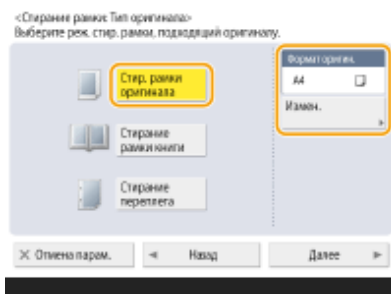 <Стирание рамки: Тип оригинала>
Выберите реж. стир. рамки, подходящий оригиналу.
Формат оригин.
Стир. рамки
оригинала
A4
Измен.
Стирание
рамки книги
Стирание
переплета
Отмена парам.
Назад
Далее